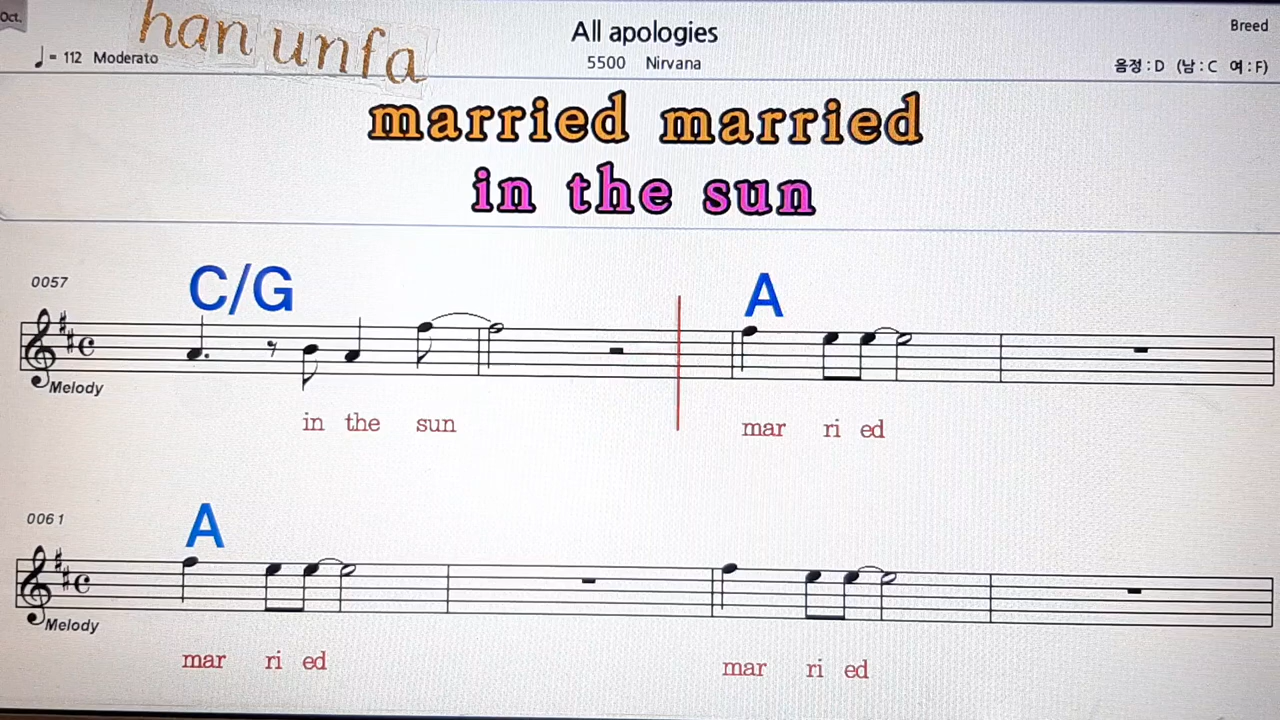 Oct.
han unfa
All apologies
Breed
♩= 112 Moderato
5500 Nirvana
음정 : D (남 : C 여 : F)
married married
in the sun
0057
C/G
A
Melody
in the sun
mar ri ed
0061
A
Melody
mar ri ed
mar ri ed